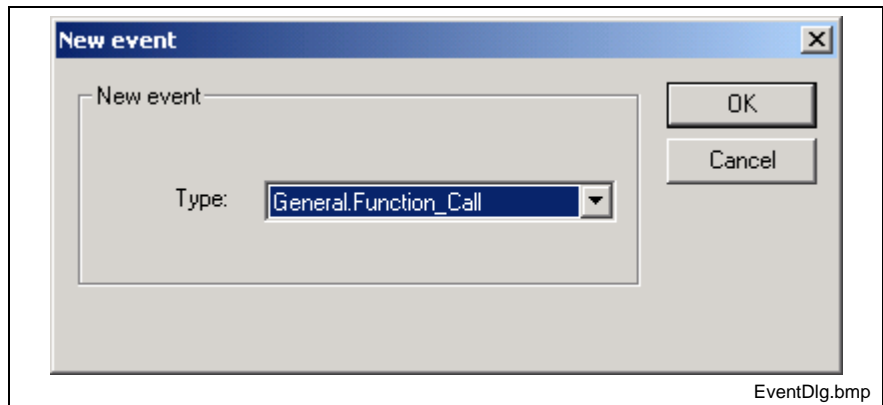 New event
New event
OK
Cancel
Type:
General.Function_Call
EventDlg.bmp